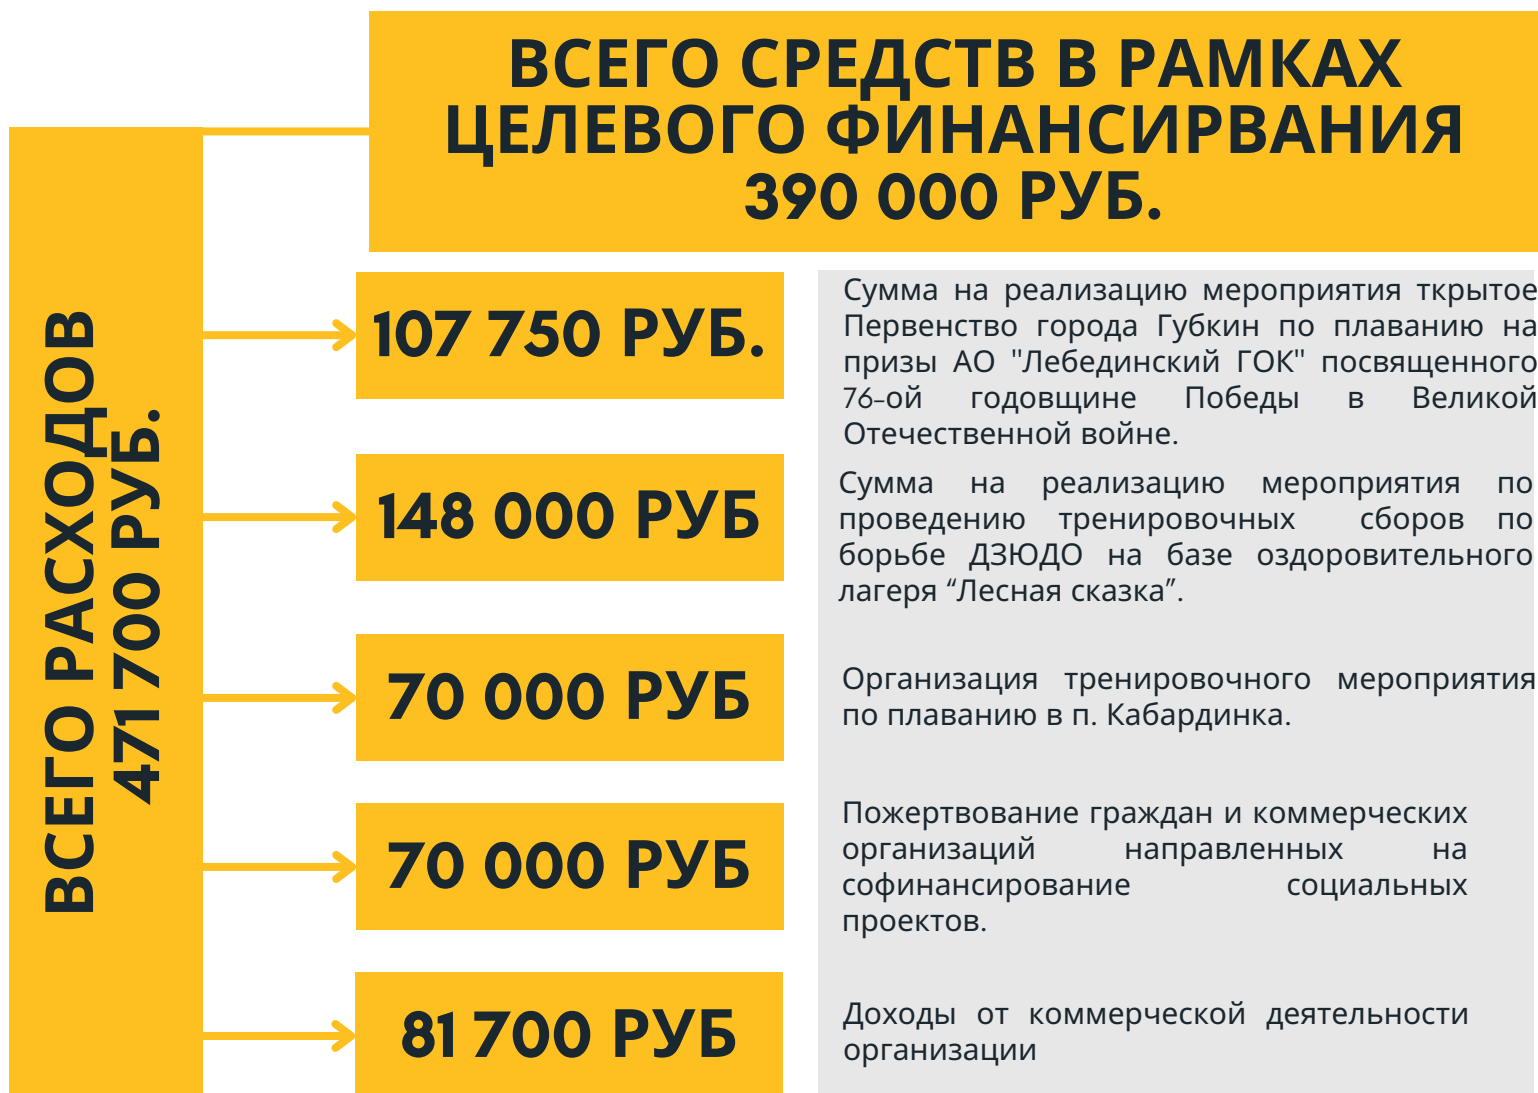 ВСЕГО СРЕДСТВ В РАМКАХ
ЦЕЛЕВОГО ФИНАНСИРВАНИЯ
390 000 РУБ.
ВСЕГО РАСХОДОВ
471 700 РУБ.
107 750 РУБ.
Сумма на реализацию мероприятия ткрытое
Первенство города Губкин по плаванию на
призы АО "Лебединский ГОК" посвященного
76-ой годовщине Победы в Великой
Отечественной войне.
148 000 РУБ
Сумма на реализацию мероприятия по
проведению тренировочных сборов по
борьбе ДЗЮДО на базе оздоровительного
лагеря “Лесная сказка”.
70 000 РУБ
Организация тренировочного мероприятия
по плаванию в п. Кабардинка.
70 000 РУБ
Пожертвование граждан и коммерческих
организаций направленных на
софинансирование социальных
проектов.
81 700 РУБ
Доходы от коммерческой деятельности
организации